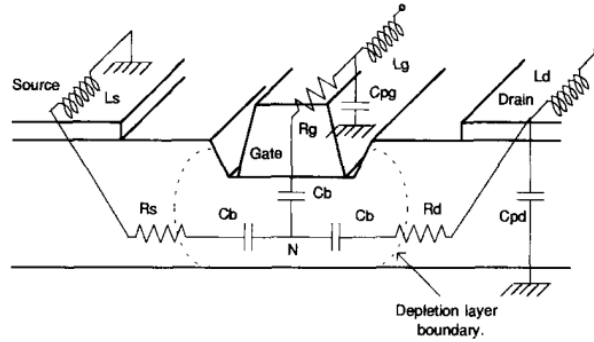 Source
Ls
Lg
Cpg
Rg
Ld
Drain
Gate
Cb
Rs
Cb
Cb
Rd
Cpd
N
Depletion layer
boundary.